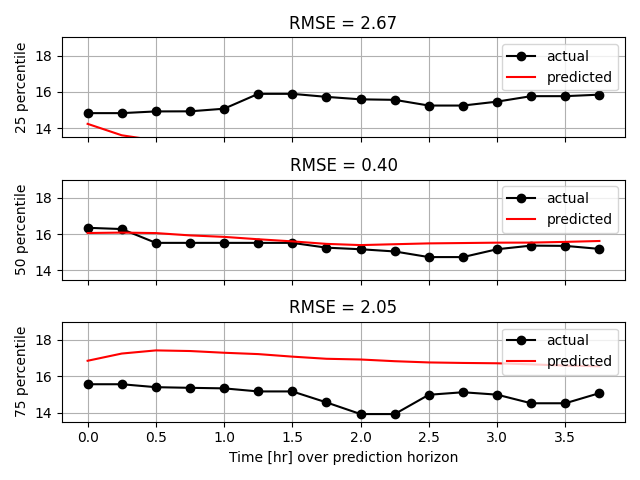 RMSE = 2.67
25 percentile
18
16
14
actual
predicted
RMSE = 0.40
50 percentile
18
16
14
actual
predicted
RMSE = 2.05
75 percentile
18
16
14
actual
predicted
0.0 0.5 1.0 1.5 2.0 2.5 3.0 3.5
Time [hr] over prediction horizon